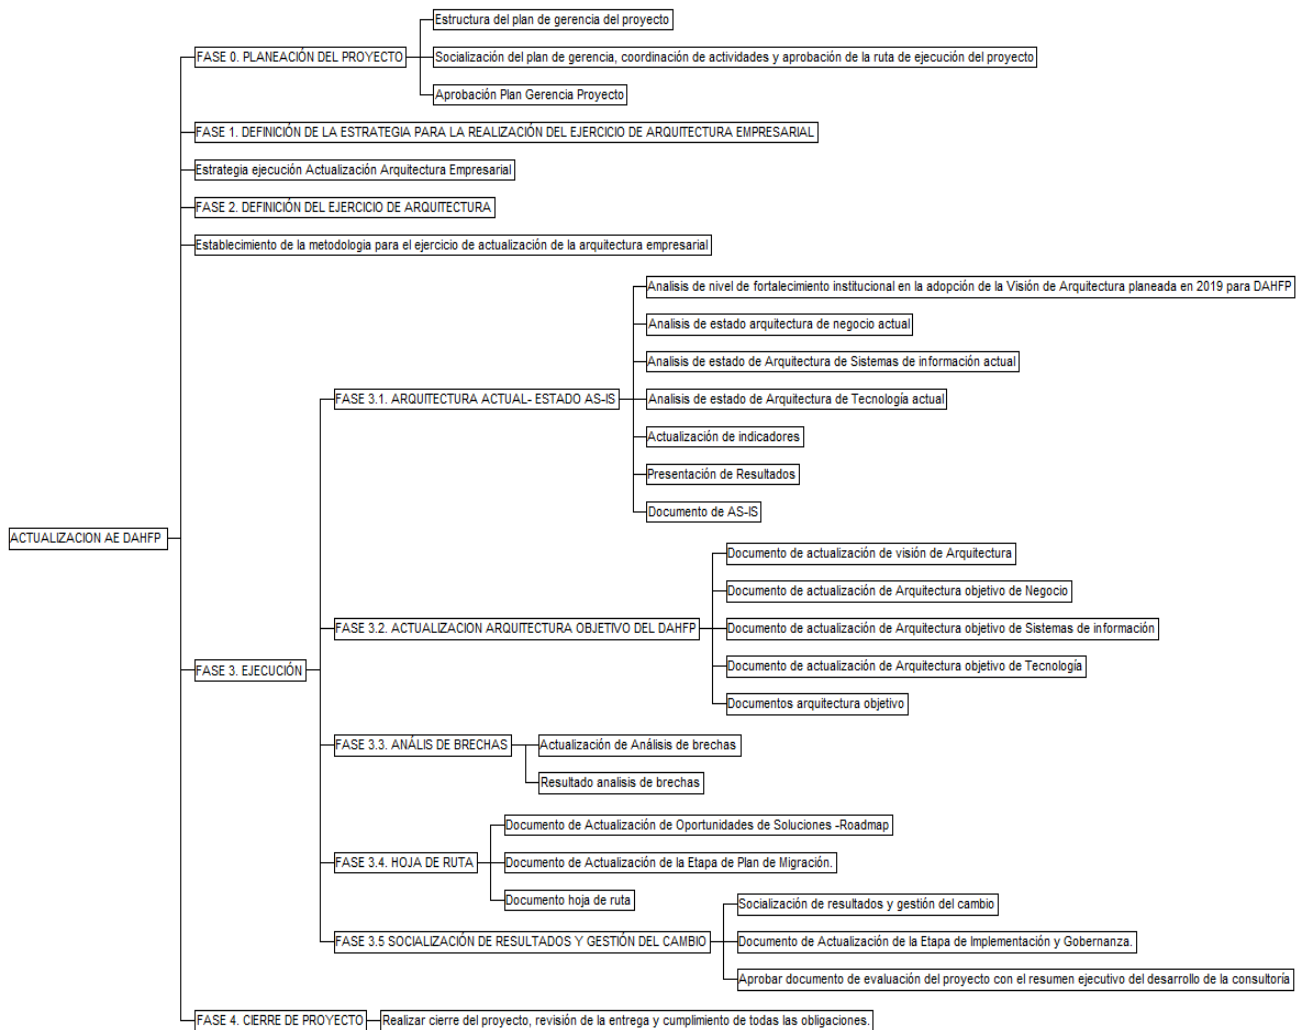 Estructura del plan de gerencia del proyecto
FASE 0. PLANEACIÓN DEL PROYECTO
Socialización del plan de gerencia, coordinación de actividades y aprobación de la ruta de ejecución del proyecto
Aprobación Plan Gerencia Proyecto
FASE 1. DEFINICIÓN DE LA ESTRATEGIA PARA LA REALIZACIÓN DEL EJERCICIO DE ARQUITECTURA EMPRESARIAL
Estrategia ejecución Actualización Arquitectura Empresarial
FASE 2. DEFINICIÓN DEL EJERCICIO DE ARQUITECTURA
Establecimiento de la metodologia para el ejercicio de actualización de la arquitectura empresarial
Analisis de nivel de fortalecimiento institucional en la adopción de la Visión de Arquitectura planeada en 2019 para DAHFP
Analisis de estado arquitectura de negocio actual
Analisis de estado de Arquitectura de Sistemas de información actual
FASE 3.1. ARQUITECTURA ACTUAL- ESTADO AS-IS
Analisis de estado de Arquitectura de Tecnología actual
Actualización de indicadores
Presentación de Resultados
Documento de AS-IS
ACTUALIZACION AE DAHFP
Documento de actualización de visión de Arquitectura
Documento de actualización de Arquitectura objetivo de Negocio
FASE 3.2. ACTUALIZACION ARQUITECTURA OBJETIVO DEL DAHFP
Documento de actualización de Arquitectura objetivo de Sistemas de información
Documento de actualización de Arquitectura objetivo de Tecnología
FASE 3. EJECUCIÓN
Documentos arquitectura objetivo
FASE 3.3. ANÁLIS DE BRECHAS
Actualización de Análisis de brechas
Resultado analisis de brechas
Documento de Actualización de Oportunidades de Soluciones -Roadmap
FASE 3.4. HOJA DE RUTA
Documento de Actualización de la Etapa de Plan de Migración.
Documento hoja de ruta
Socialización de resultados y gestión del cambio
FASE 3.5 SOCIALIZACIÓN DE RESULTADOS Y GESTIÓN DEL CAMBIO
Documento de Actualización de la Etapa de Implementación y Gobernanza.
Aprobar documento de evaluación del proyecto con el resumen ejecutivo del desarrollo de la consultoría
FASE 4. CIERRE DE PROYECTO
Realizar cierre del proyecto, revisión de la entrega y cumplimiento de todas las obligaciones.